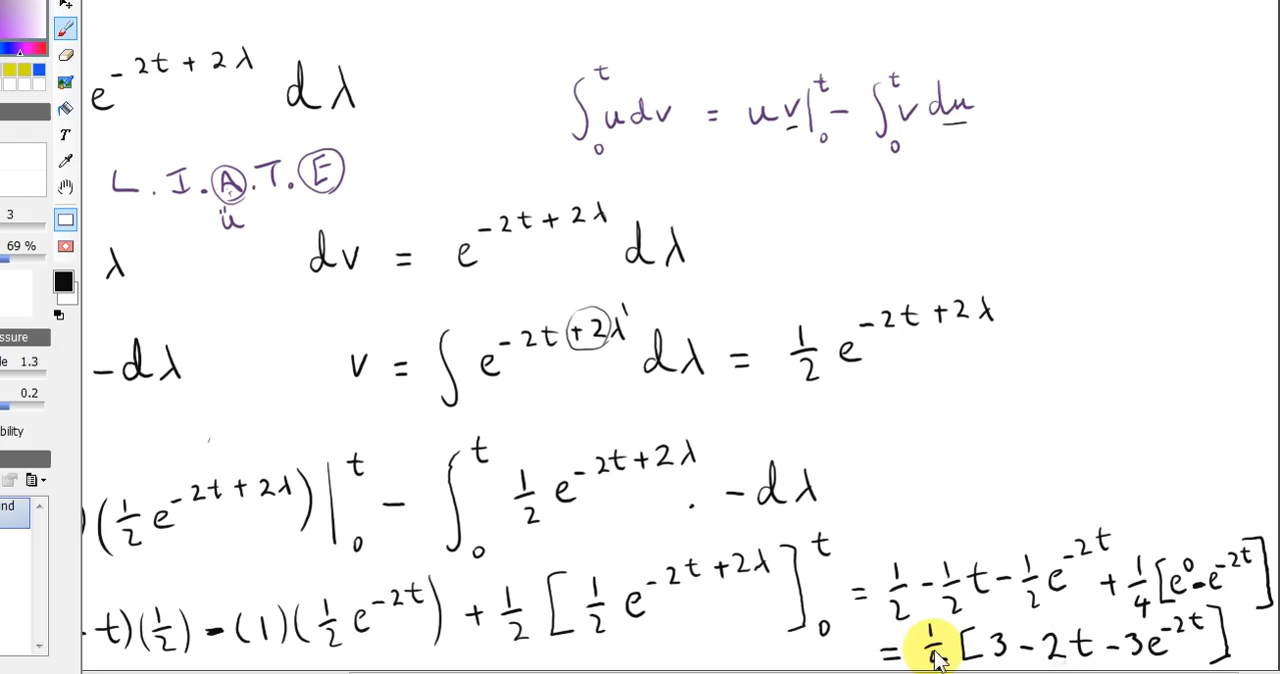 e^{-2t+2λ} dλ
∫_0^t u dv = uv|_0^t - ∫_0^t v du
L.I.A.T.E
u
λ dv = e^{-2t+2λ} dλ
-dλ v = ∫ e^{-2t+2λ} dλ = 1/2 e^{-2t+2λ}
)(1/2 e^{-2t+2λ})|_0^t - ∫_0^t 1/2 e^{-2t+2λ} . -dλ
-t)(1/2) - (1)(1/2 e^{-2t}) + 1/2 [1/2 e^{-2t+2λ}]_0^t = 1/2 - 1/2 t - 1/2 e^{-2t} + 1/4 [e^0 - e^{-2t}]
= 1/4 [3 - 2t - 3e^{-2t}]
T
3
69 %
ssure
le 1.3
0.2
bility
nd